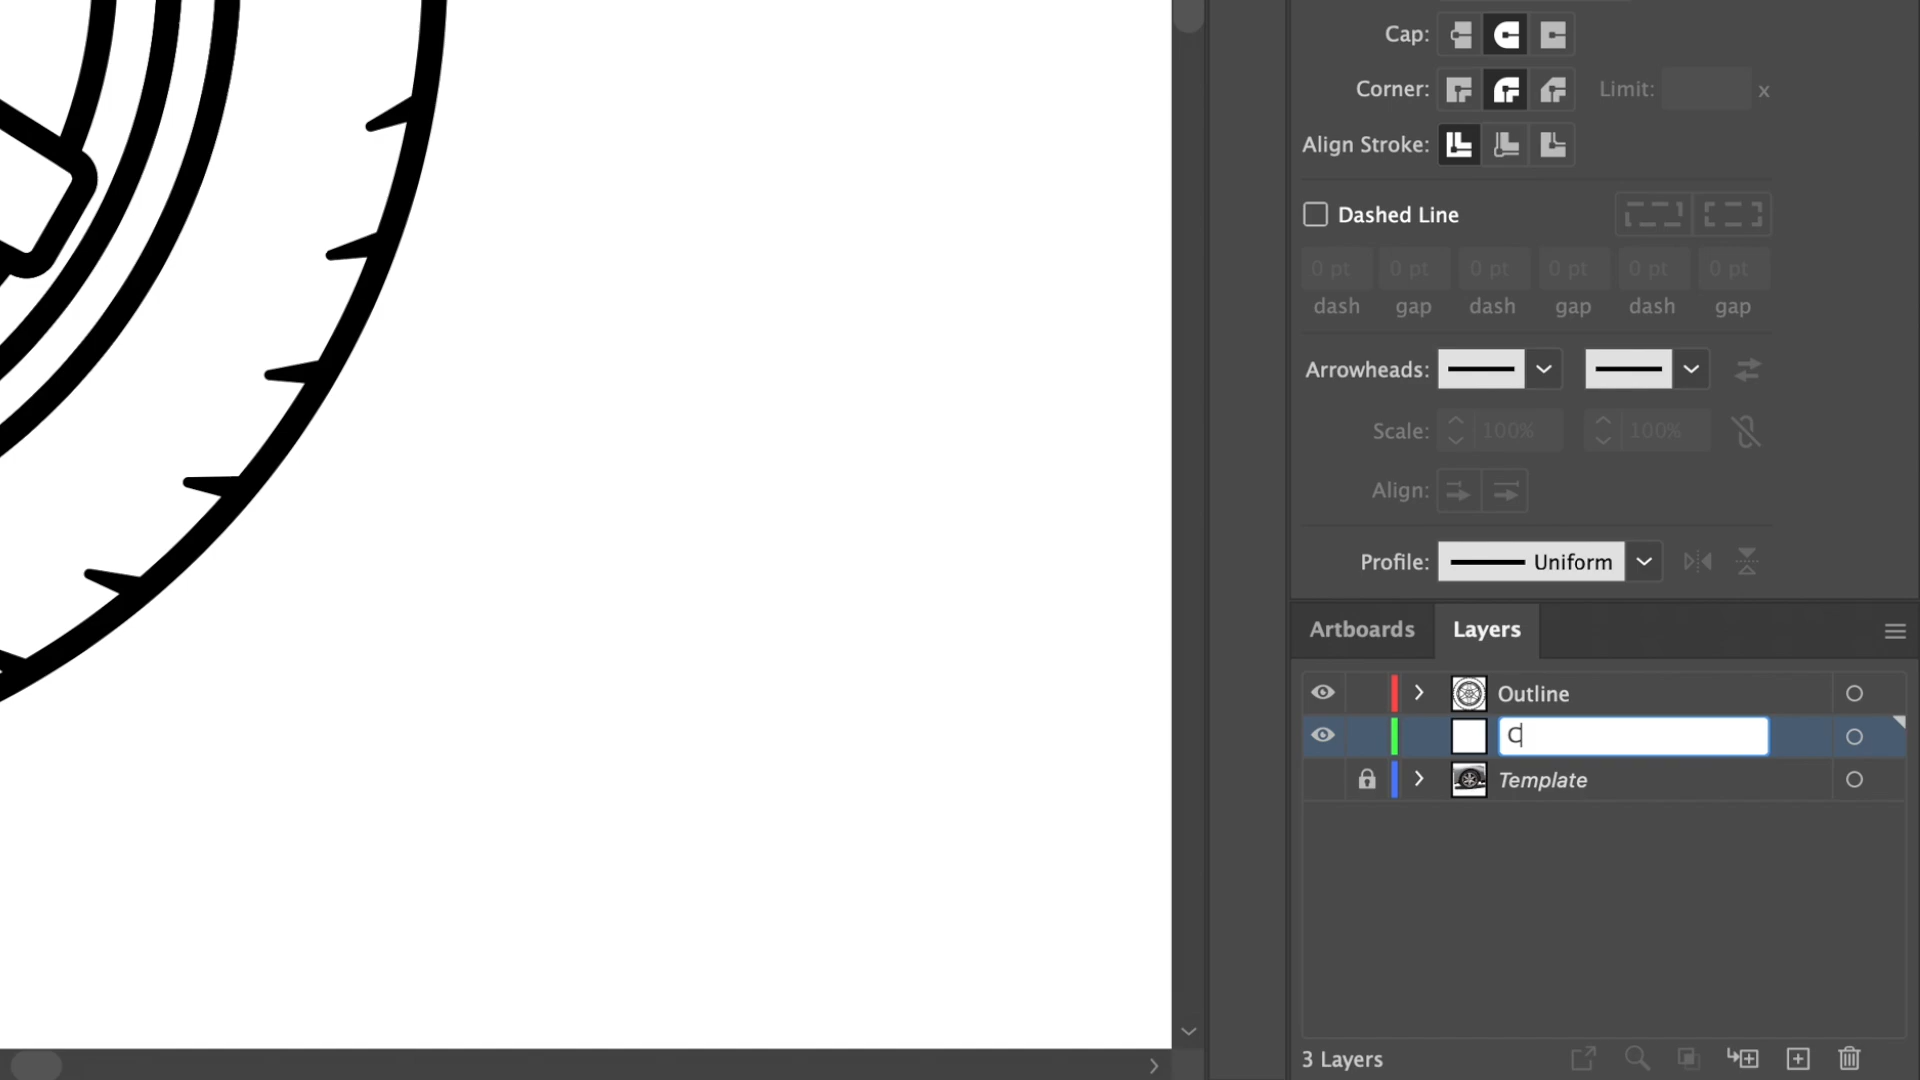 Cap:
Corner:
Limit:
x
Align Stroke:
Dashed Line
0 pt 0 pt 0 pt 0 pt 0 pt 0 pt
dash gap dash gap dash gap
Arrowheads:
Scale: 100% 100%
Align:
Profile: Uniform
Artboards Layers
Outline
C
Template
3 Layers